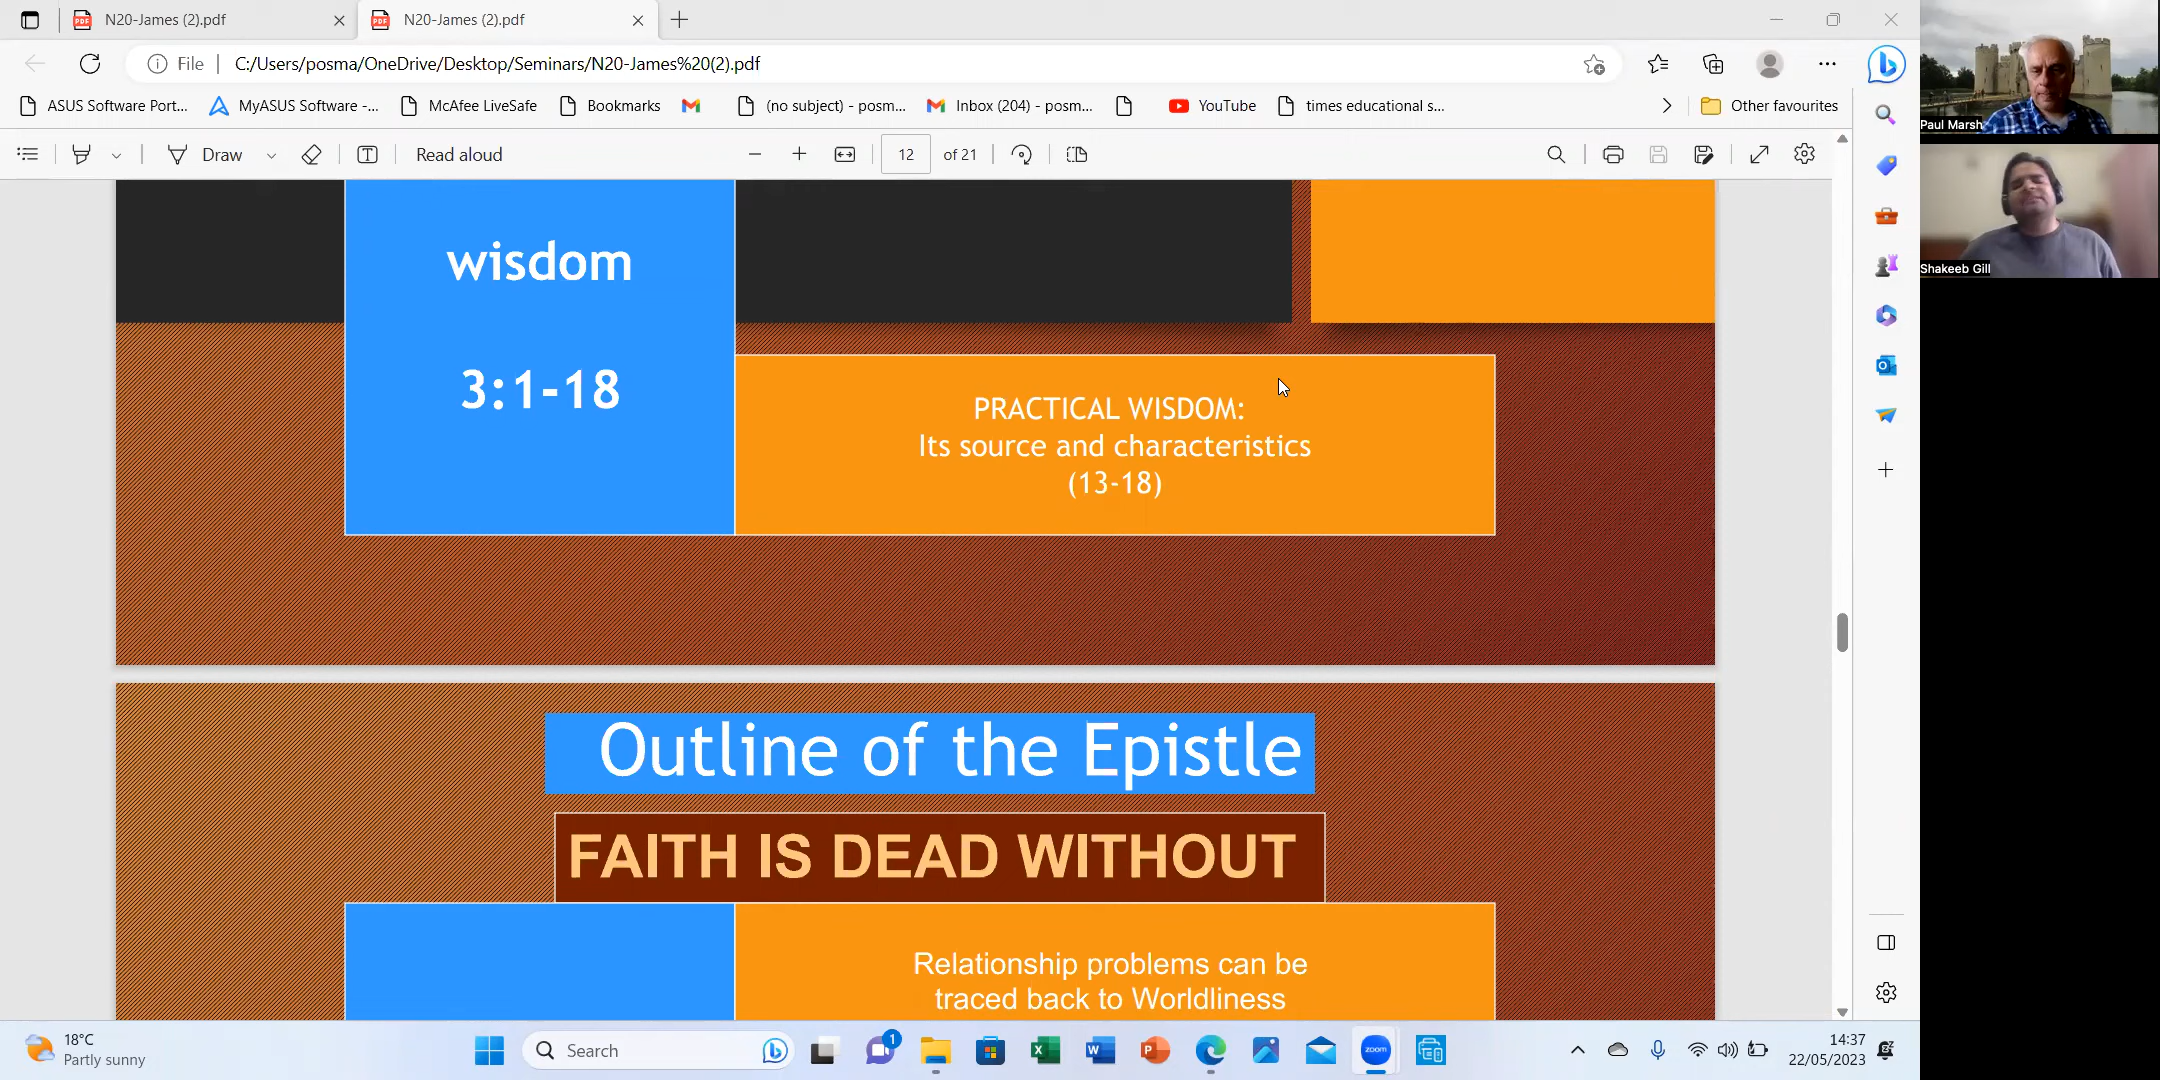 N20-James (2).pdf
N20-James (2).pdf
File
C:/Users/posma/OneDrive/Desktop/Seminars/N20-James%20(2).pdf
ASUS Software Port...
MyASUS Software -...
McAfee LiveSafe
Bookmarks
(no subject) - posm...
Inbox (204) - posm...
YouTube
times educational s...
Other favourites
Draw
Read aloud
12
of 21
wisdom
3:1-18
PRACTICAL WISDOM:
Its source and characteristics
(13-18)
Outline of the Epistle
FAITH IS DEAD WITHOUT
Relationship problems can be
traced back to Worldliness
Paul Marsh
Shakeeb Gill
18°C
Partly sunny
Search
1
zoom
14:37
22/05/2023